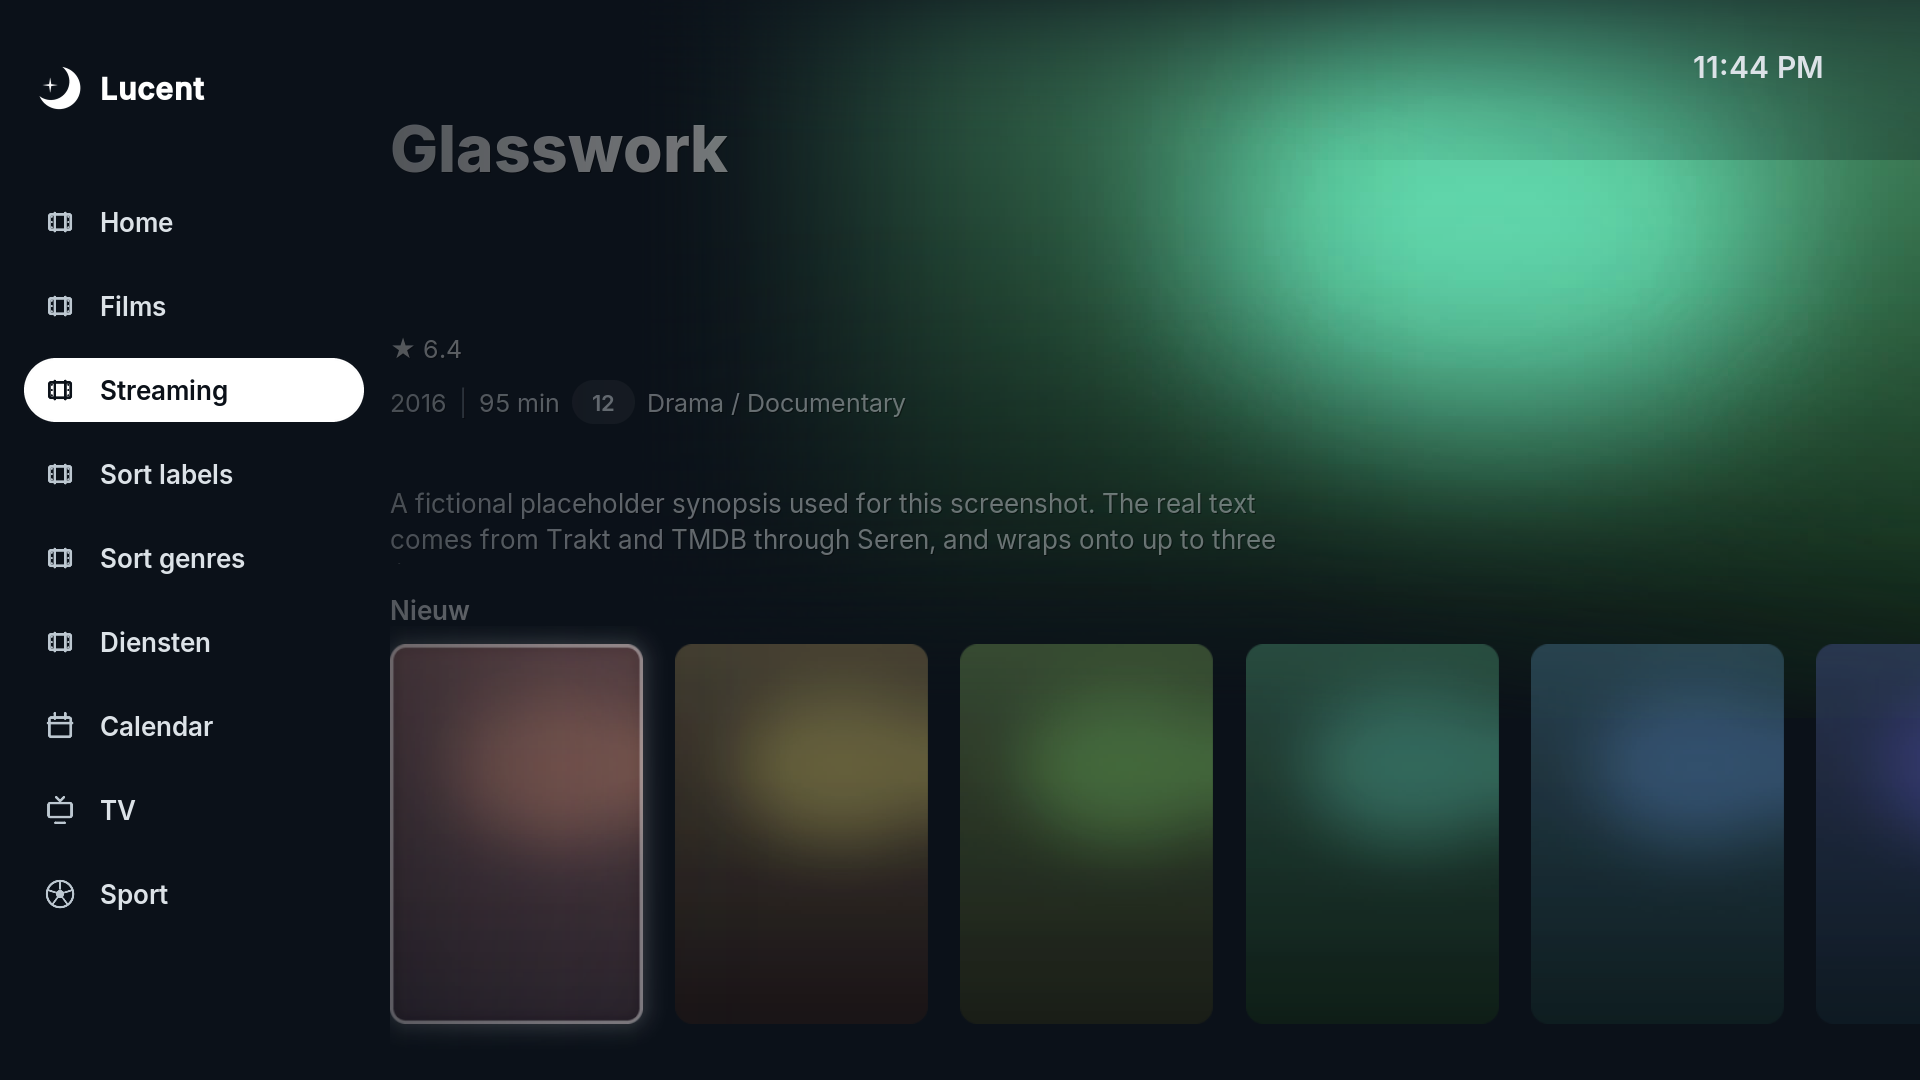 Lucent
11:44 PM
Glasswork
Home
Films
Streaming
Sort labels
Sort genres
Diensten
Calendar
TV
Sport
★ 6.4
2016 | 95 min 12 Drama / Documentary
A fictional placeholder synopsis used for this screenshot. The real text
comes from Trakt and TMDB through Seren, and wraps onto up to three
Nieuw